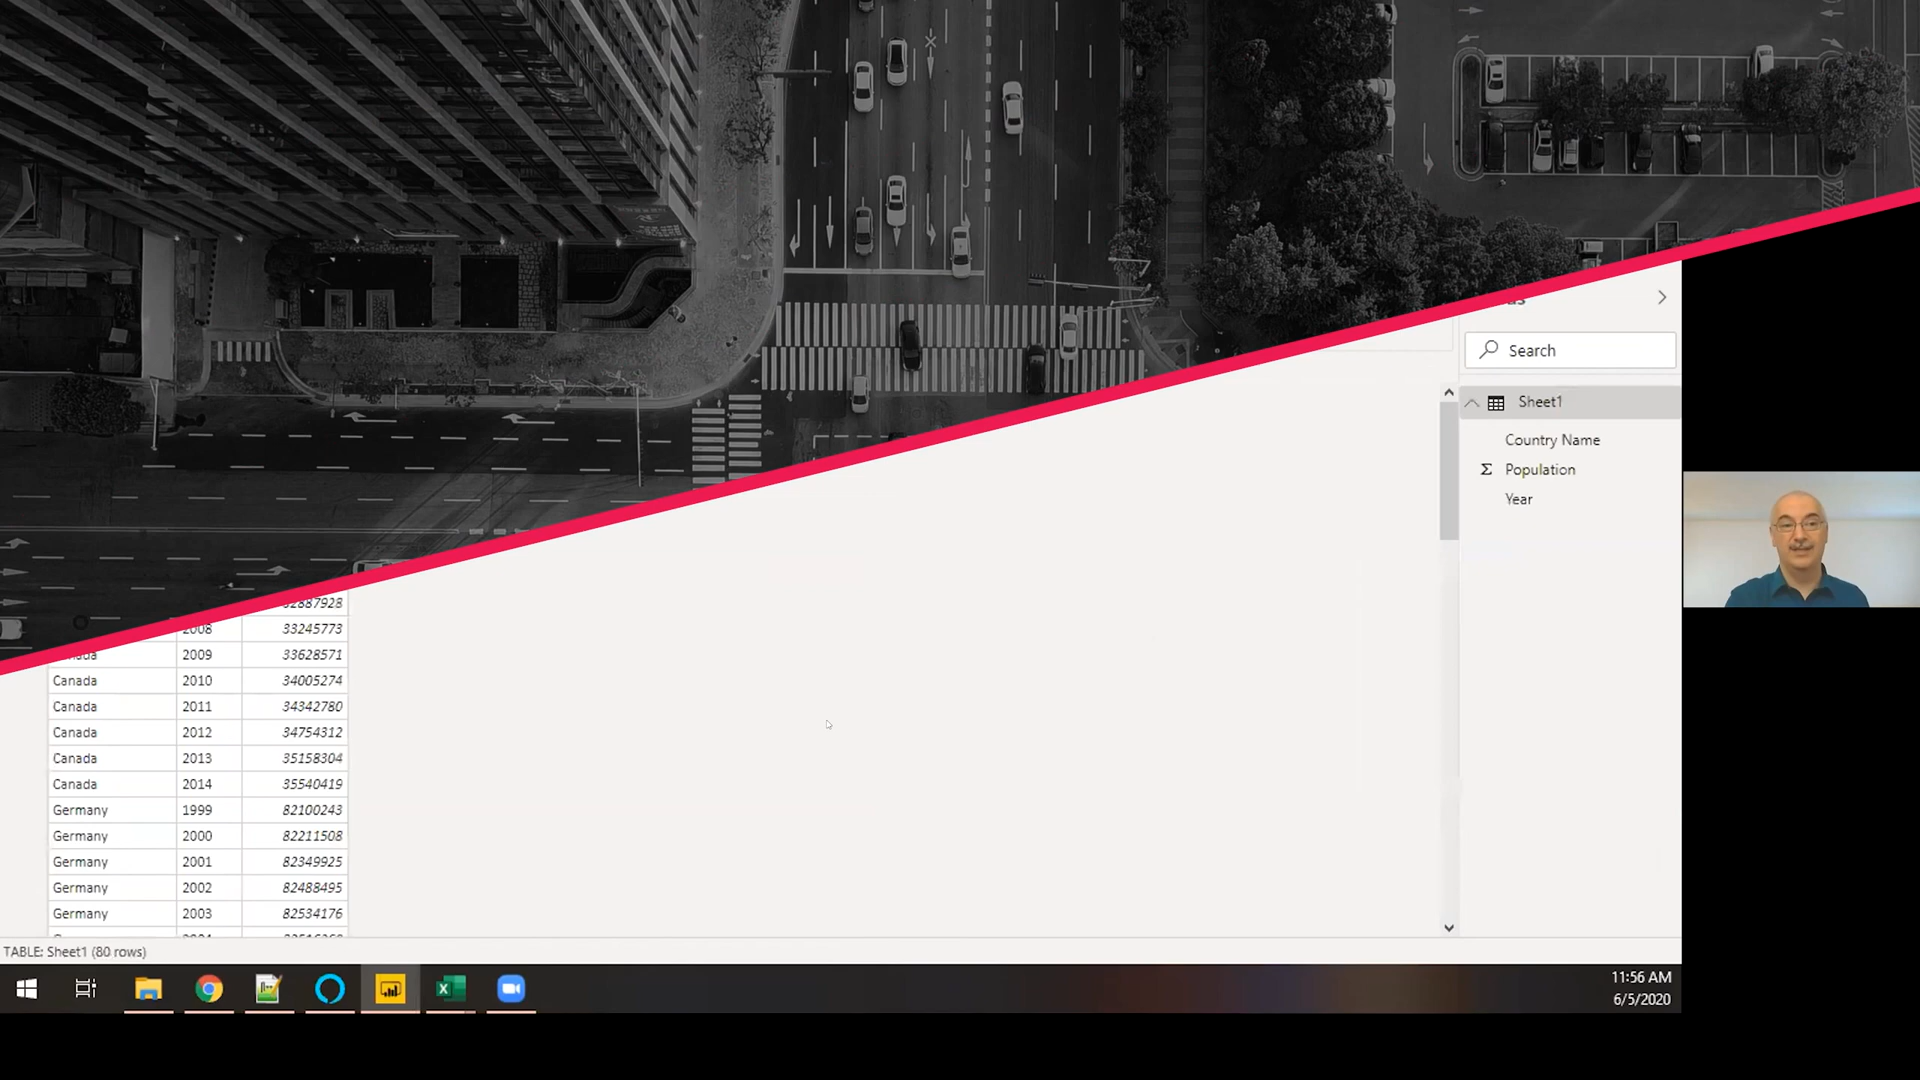 Search
Sheet1
Country Name
Σ Population
Year
2008 33245773
2009 33628571
Canada 2010 34005274
Canada 2011 34342780
Canada 2012 34754312
Canada 2013 35158304
Canada 2014 35540419
Germany 1999 82100243
Germany 2000 82211508
Germany 2001 82349925
Germany 2002 82488495
Germany 2003 82534176
TABLE: Sheet1 (80 rows)
11:56 AM
6/5/2020